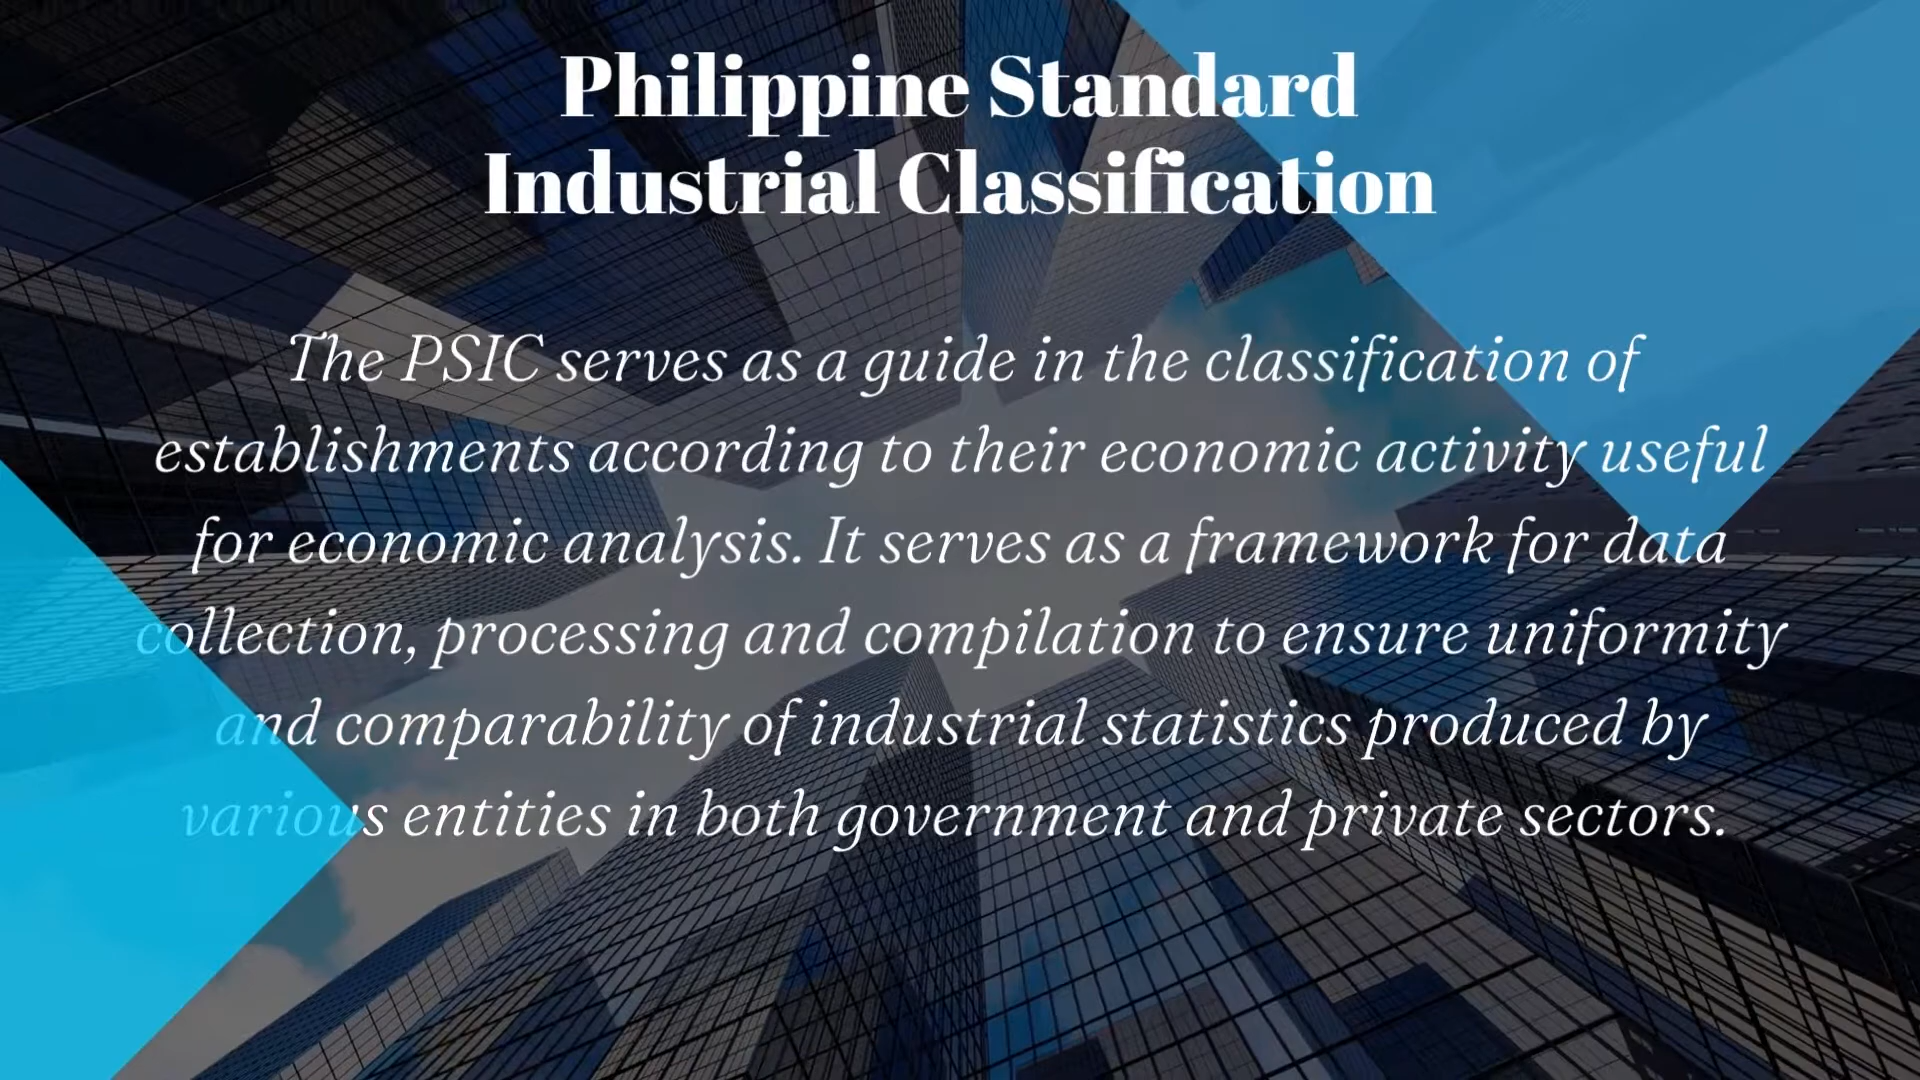 Philippine Standard
Industrial Classification
The PSIC serves as a guide in the classification of
establishments according to their economic activity useful
for economic analysis. It serves as a framework for data
collection, processing and compilation to ensure uniformity
and comparability of industrial statistics produced by
various entities in both government and private sectors.